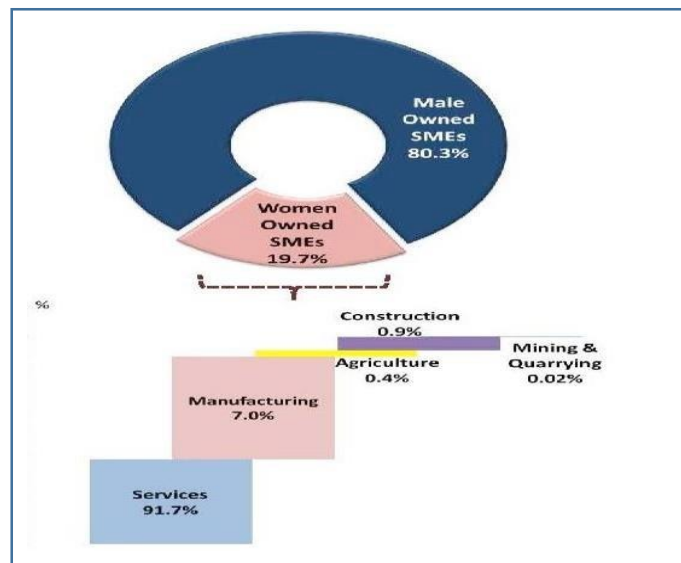 Male
Owned
SMEs
80.3%
Women
Owned
SMEs
19.7%
%
Construction
0.9%
Mining &
Quarrying
0.02%
Agriculture
0.4%
Manufacturing
7.0%
Services
91.7%